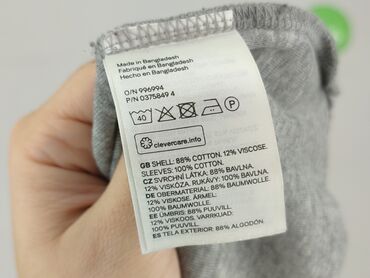 Made in Bangladesh
Fabriqué en Bangladesh
Hecho en Bangladesh
O/N 996994
P/N 0375849 4
40
P
clevercare.info
GB SHELL: 88% COTTON. 12% VISCOSE.
SLEEVES: 100% COTTON.
CZ SVRCHNÍ LÁTKA: 88% BAVLNA.
12% VISKÓZA. RUKÁVY: 100% BAVLNA.
DE OBERMATERIAL: 88% BAUMWOLLE.
12% VISKOSE. ÄRMEL:
100% BAUMWOLLE.
EE ÜMBRIS: 88% PUUVILL.
12% VISKOOS. VARRUKAD:
100% PUUVILL.
ES TELA EXTERIOR: 88% ALGODÓN.